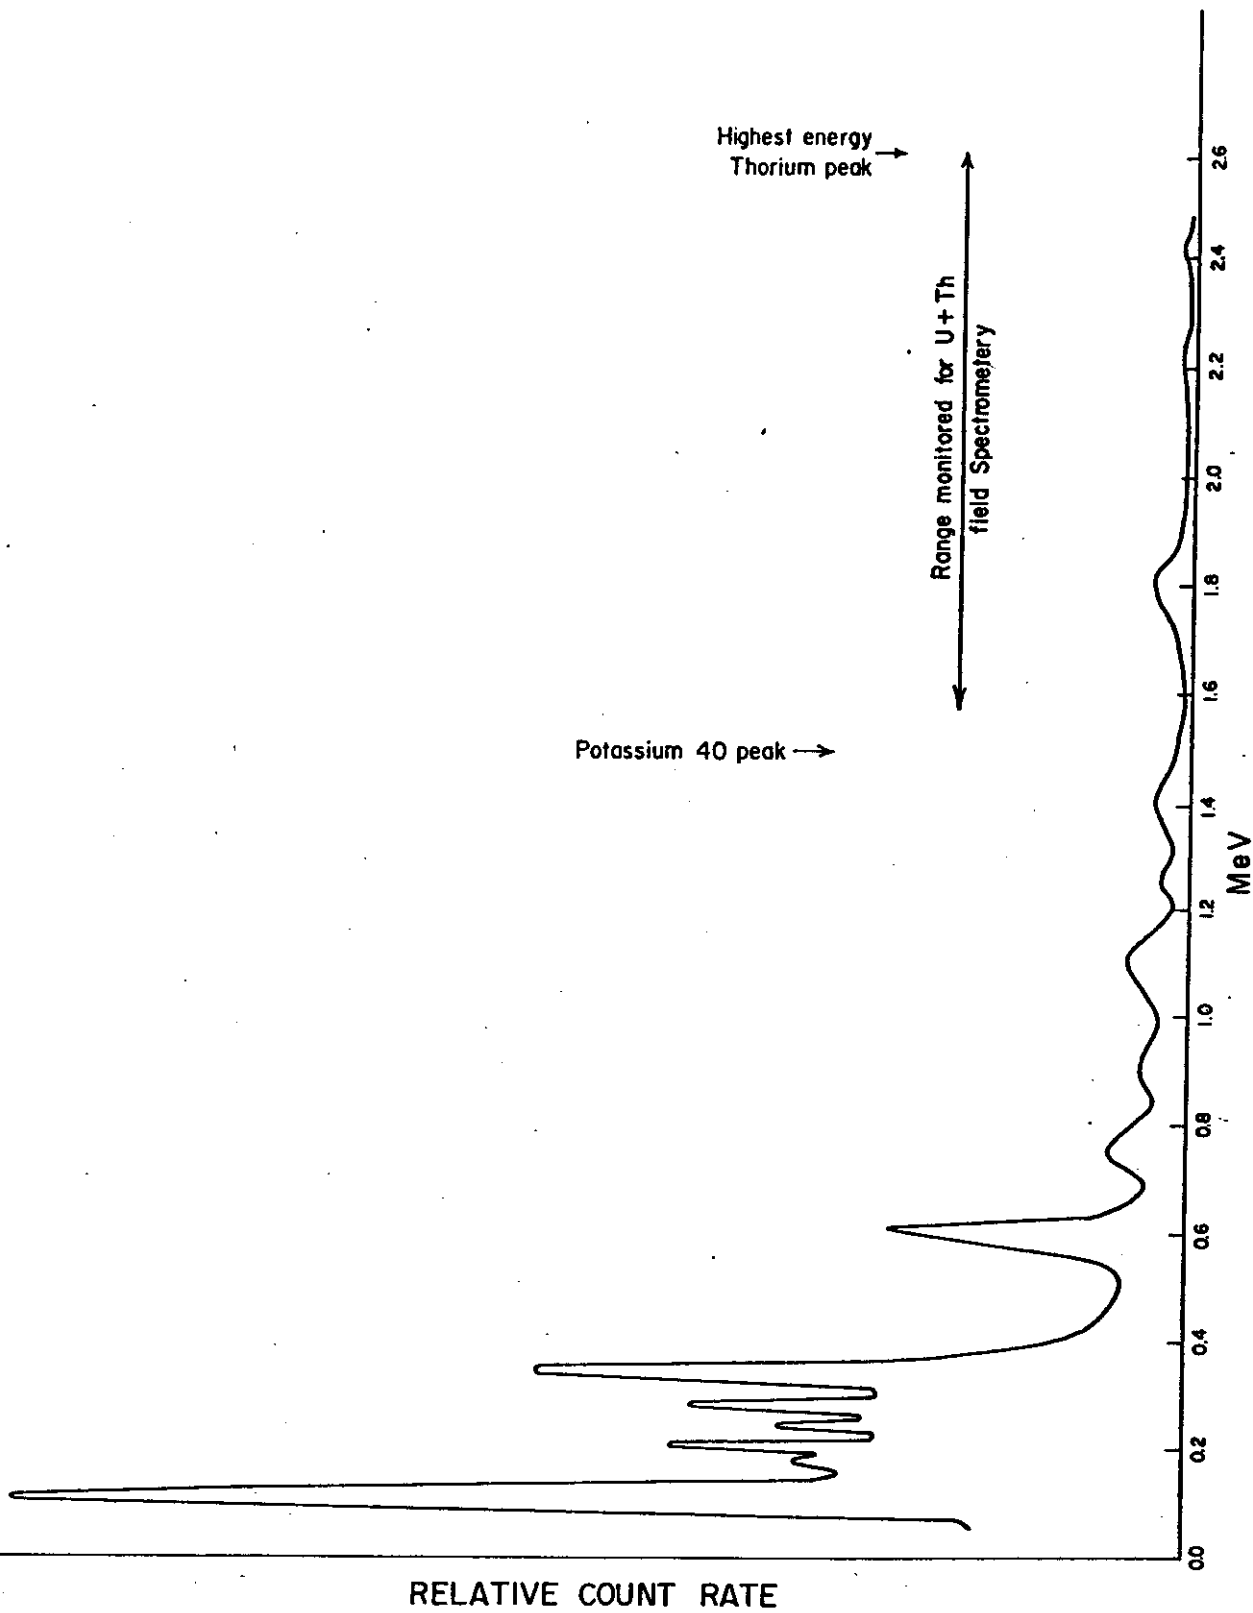 Highest energy
Thorium peak
Range monitored for U+Th
field Spectrometery
Potassium 40 peak
2.6
2.4
2.2
2.0
1.8
1.6
1.4
1.2
1.0
0.8
0.6
0.4
0.2
0.0
MeV
RELATIVE COUNT RATE